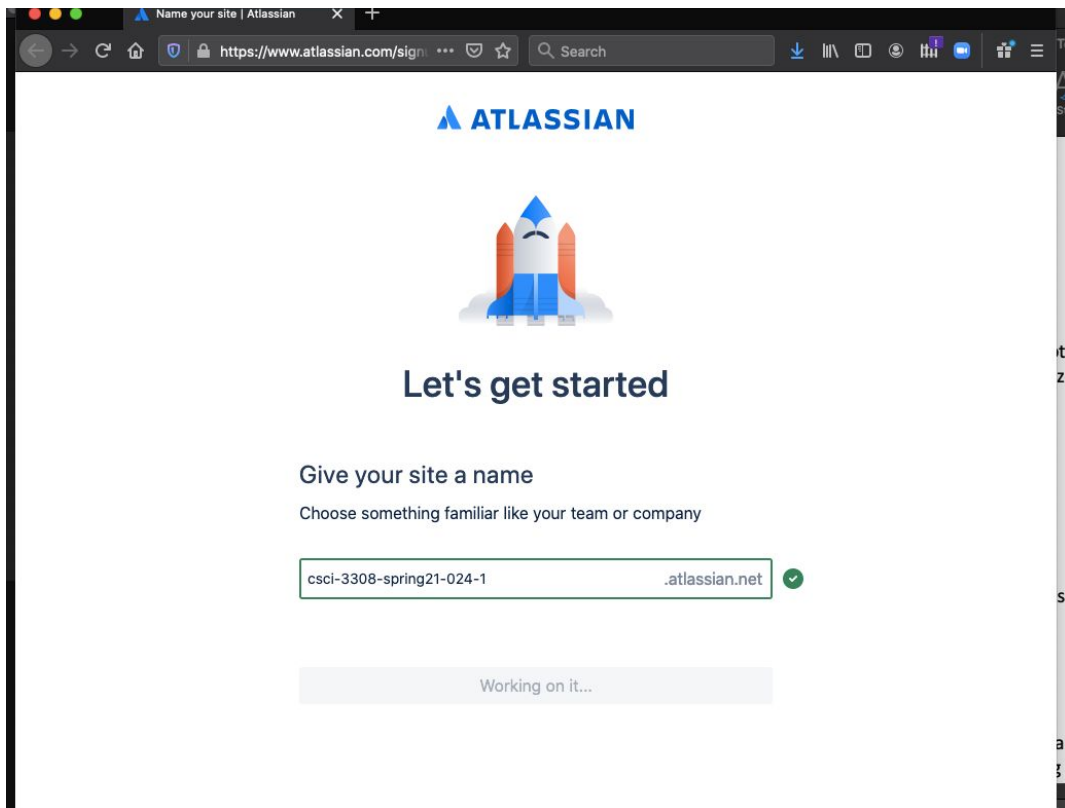 Name your site | Atlassian
https://www.atlassian.com/sign
Search
ATLASSIAN
Let's get started
Give your site a name
Choose something familiar like your team or company
csci-3308-spring21-024-1 .atlassian.net
Working on it...